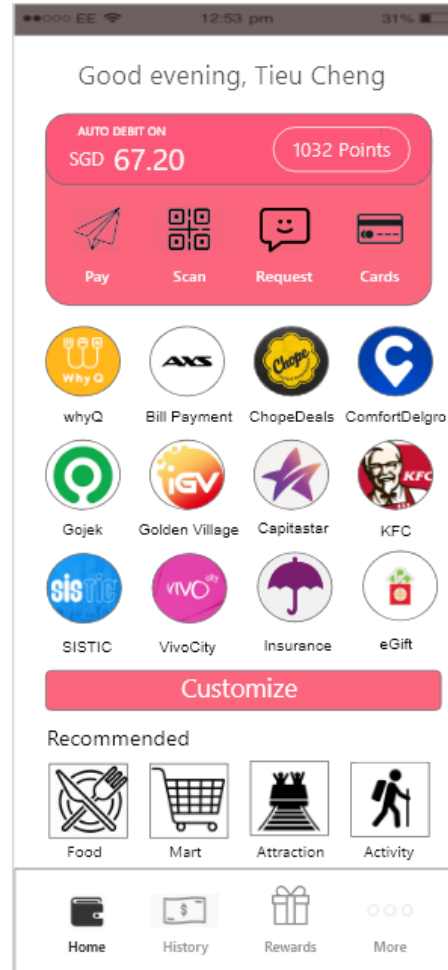 EE 12:53 pm 31%
Good evening, Tieu Cheng
AUTO DEBIT ON
SGD 67.20
1032 Points
Pay Scan Request Cards
WhyQ AXS Chope
whyQ Bill Payment ChopeDeals ComfortDelgro
iGV KFC
Gojek Golden Village Capitastar KFC
sistic VIVO city
SISTIC VivoCity Insurance eGift
Customize
Recommended
Food Mart Attraction Activity
$
Home History Rewards More